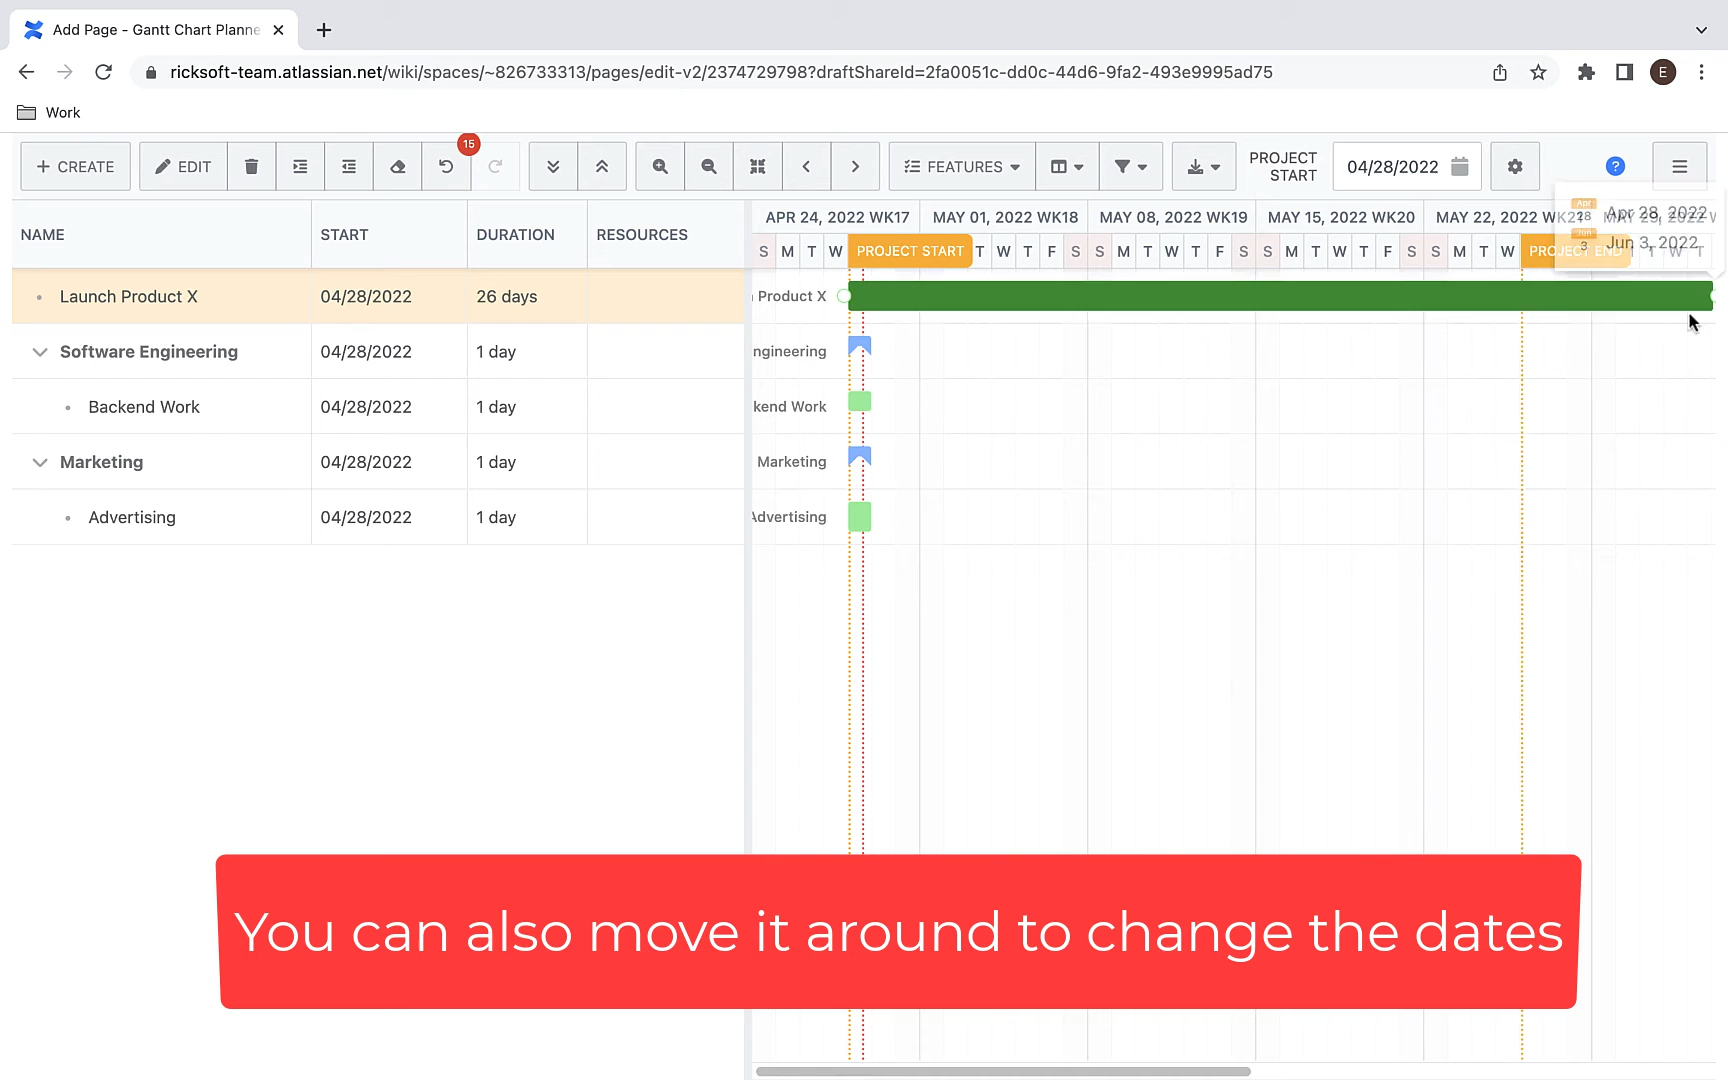 Add Page - Gantt Chart Planne
ricksoft-team.atlassian.net/wiki/spaces/~826733313/pages/edit-v2/2374729798?draftShareId=2fa0051c-dd0c-44d6-9fa2-493e9995ad75
E
Work
15
+ CREATE EDIT FEATURES PROJECT START 04/28/2022 ?
NAME START DURATION RESOURCES
APR 24, 2022 WK17 MAY 01, 2022 WK18 MAY 08, 2022 WK19 MAY 15, 2022 WK20 MAY 22, 2022 WK21
Apr 28 Apr 28, 2022
Jun 3 Jun 3, 2022
S M T W PROJECT START T W T F S S M T W T F S S M T W T F S S M T W PROJECT END T W T
Launch Product X 04/28/2022 26 days Product X
Software Engineering 04/28/2022 1 day ngineering
Backend Work 04/28/2022 1 day kend Work
Marketing 04/28/2022 1 day Marketing
Advertising 04/28/2022 1 day Advertising
You can also move it around to change the dates